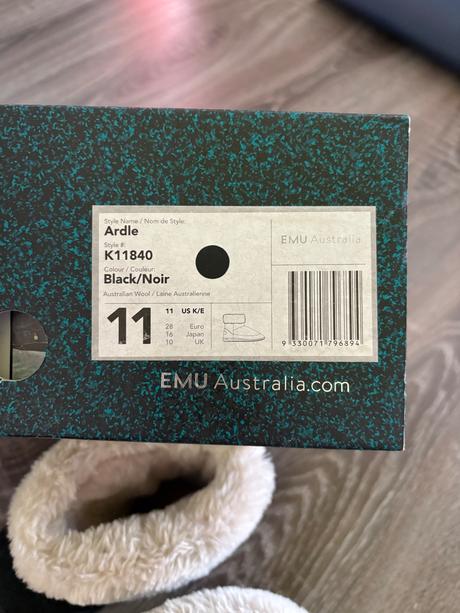 Style Name / Nom de Style:
Ardle
Style #:
K11840
Colour / Couleur:
Black/Noir
Australian Wool / Laine Australienne
11
11 US K/E
28 Euro
16 Japan
10 UK
EMU Australia
9 330071 796894
EMU Australia.com